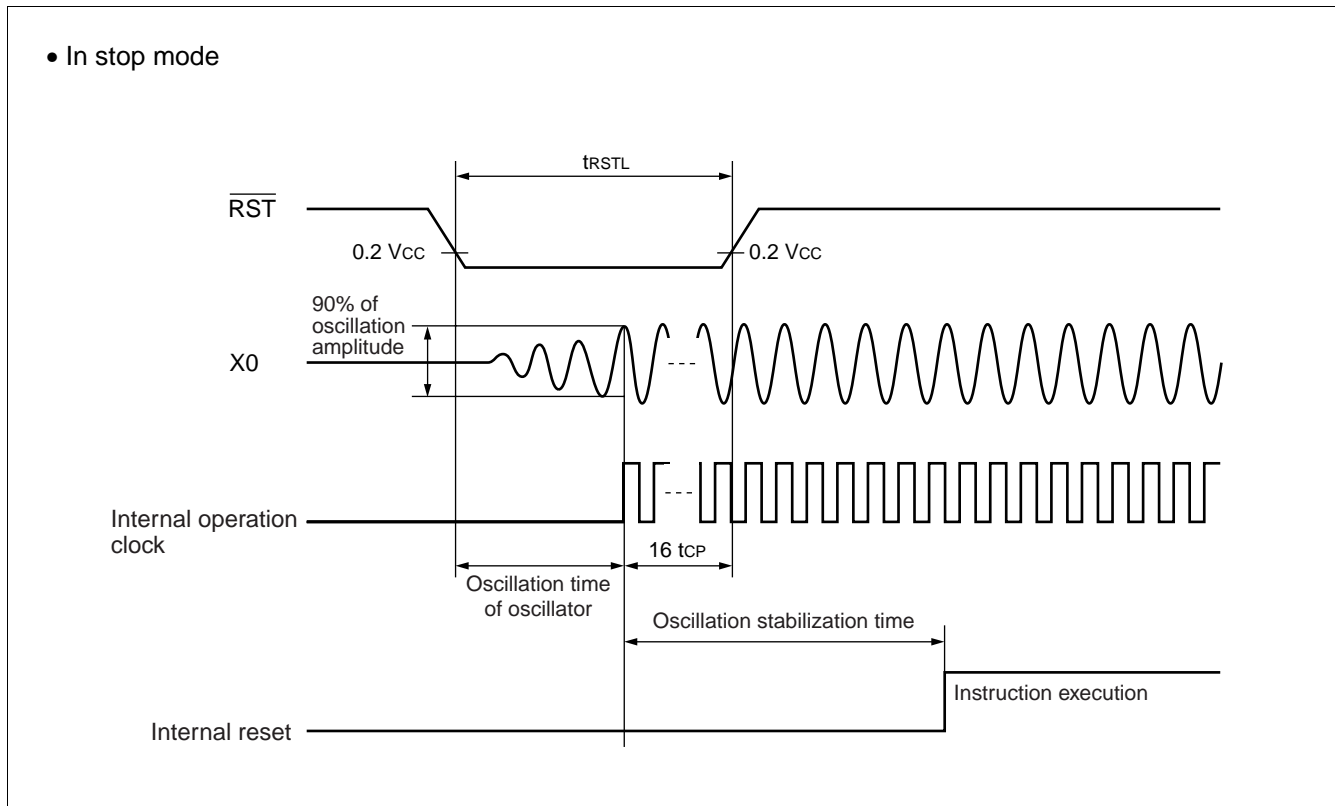 • In stop mode
tRSTL
RST
0.2 VCC
0.2 VCC
90% of
oscillation
amplitude
X0
Internal operation
clock
16 tCP
Oscillation time
of oscillator
Oscillation stabilization time
Instruction execution
Internal reset